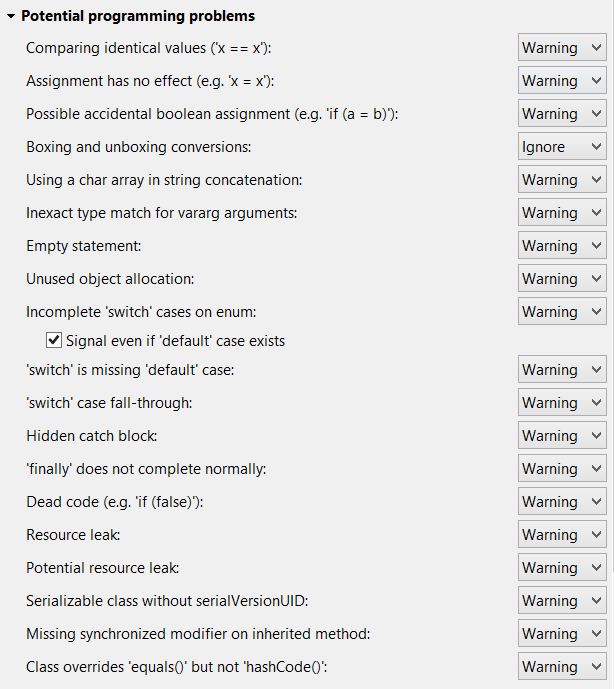 Potential programming problems
Comparing identical values ('x == x'): Warning
Assignment has no effect (e.g. 'x = x'): Warning
Possible accidental boolean assignment (e.g. 'if (a = b)'): Warning
Boxing and unboxing conversions: Ignore
Using a char array in string concatenation: Warning
Inexact type match for vararg arguments: Warning
Empty statement: Warning
Unused object allocation: Warning
Incomplete 'switch' cases on enum: Warning
Signal even if 'default' case exists
'switch' is missing 'default' case: Warning
'switch' case fall-through: Warning
Hidden catch block: Warning
'finally' does not complete normally: Warning
Dead code (e.g. 'if (false)'): Warning
Resource leak: Warning
Potential resource leak: Warning
Serializable class without serialVersionUID: Warning
Missing synchronized modifier on inherited method: Warning
Class overrides 'equals()' but not 'hashCode()': Warning